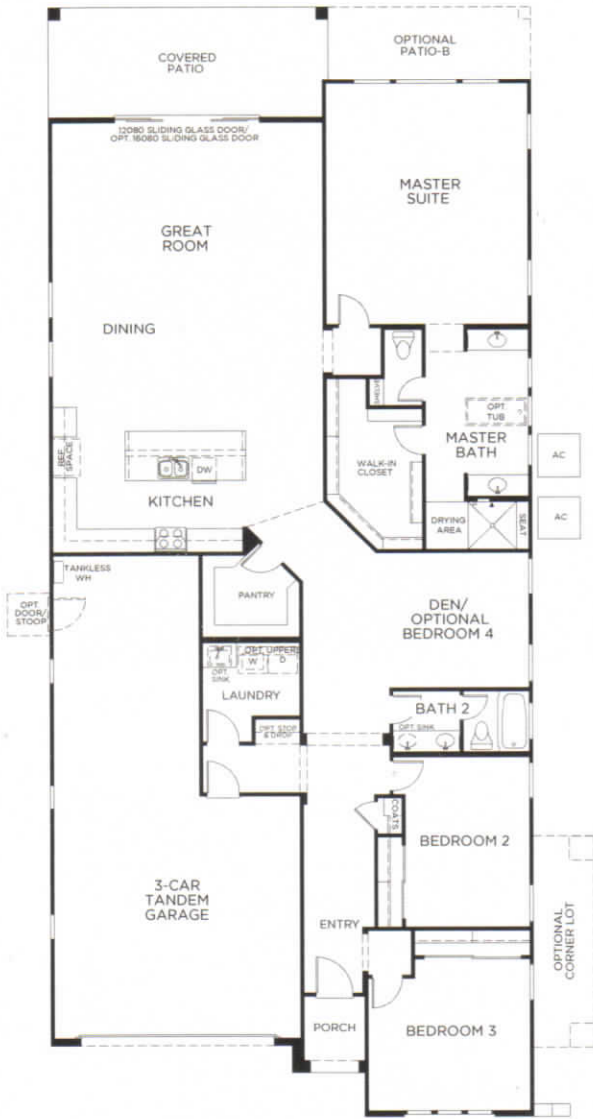 COVERED
PATIO
OPTIONAL
PATIO-B
12080 SLIDING GLASS DOOR/
OPT. 16080 SLIDING GLASS DOOR
MASTER
SUITE
GREAT
ROOM
DINING
LINEN
OPT.
TUB
MASTER
BATH
REF
SPACE
DW
KITCHEN
WALK-IN
CLOSET
AC
AC
DRYING
AREA
SEAT
TANKLESS
WH
OPT.
DOOR/
STOOP
PANTRY
DEN/
OPTIONAL
BEDROOM 4
OPT. UPPER
W
D
OPT.
SINK
LAUNDRY
BATH 2
OPT. SINK
OPT. STOP
& DROP
COATS
BEDROOM 2
3-CAR
TANDEM
GARAGE
ENTRY
OPTIONAL
CORNER LOT
PORCH
BEDROOM 3